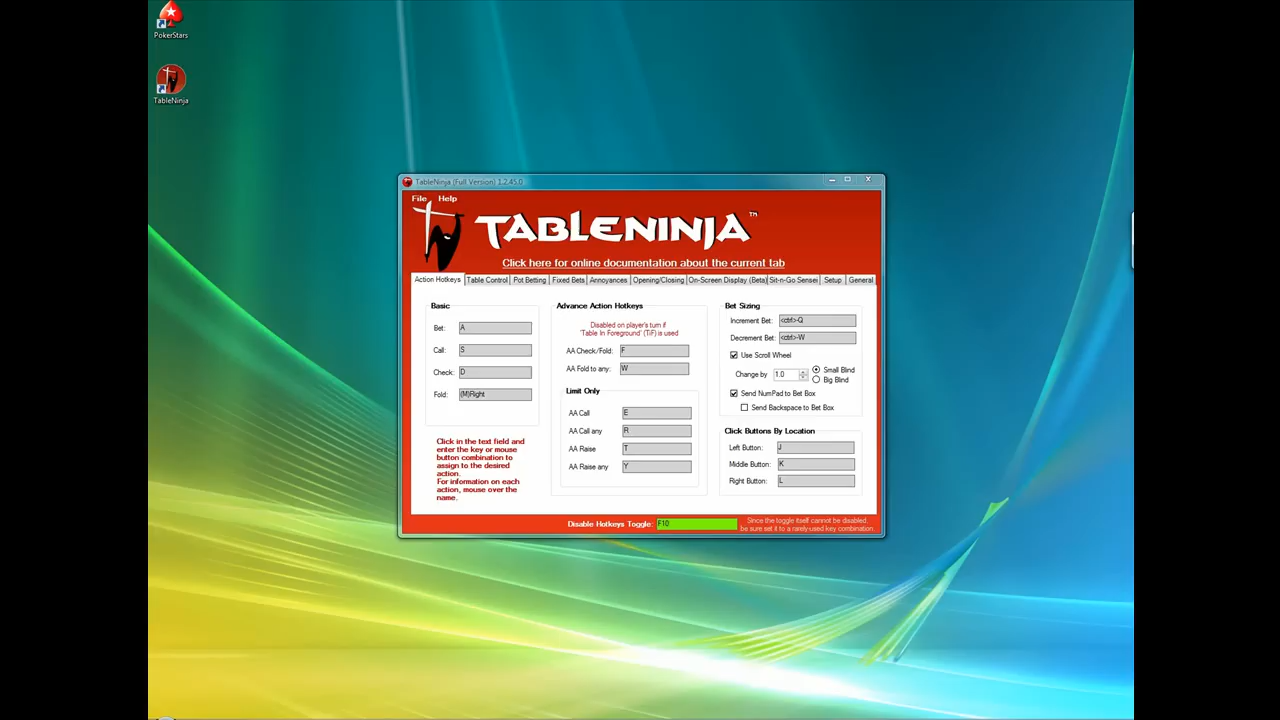 PokerStars
TableNinja
TableNinja (Full Version) 1.2.45.0
File Help
TABLENINJA™
Click here for online documentation about the current tab
Action Hotkeys Table Control Pot Betting Fixed Bets Annoyances Opening/Closing On-Screen Display (Beta) Sit-n-Go Sensei Setup General
Basic
Bet: A
Call: S
Check: D
Fold: (M)Right
Click in the text field and
enter the key or mouse
button combination to
assign to the desired
action.
For information on each
action, mouse over the
name.
Advance Action Hotkeys
Disabled on player's turn if
'Table In Foreground' (TiF) is used
AA Check/Fold: F
AA Fold to any: W
Limit Only
AA Call E
AA Call any R
AA Raise T
AA Raise any Y
Bet Sizing
Increment Bet: <ctrl>-Q
Decrement Bet: <ctrl>-W
Use Scroll Wheel
Change by 1.0 Small Blind
Big Blind
Send NumPad to Bet Box
Send Backspace to Bet Box
Click Buttons By Location
Left Button: J
Middle Button: K
Right Button: L
Disable Hotkeys Toggle: F10
Since the toggle itself cannot be disabled,
be sure set it to a rarely-used key combination.